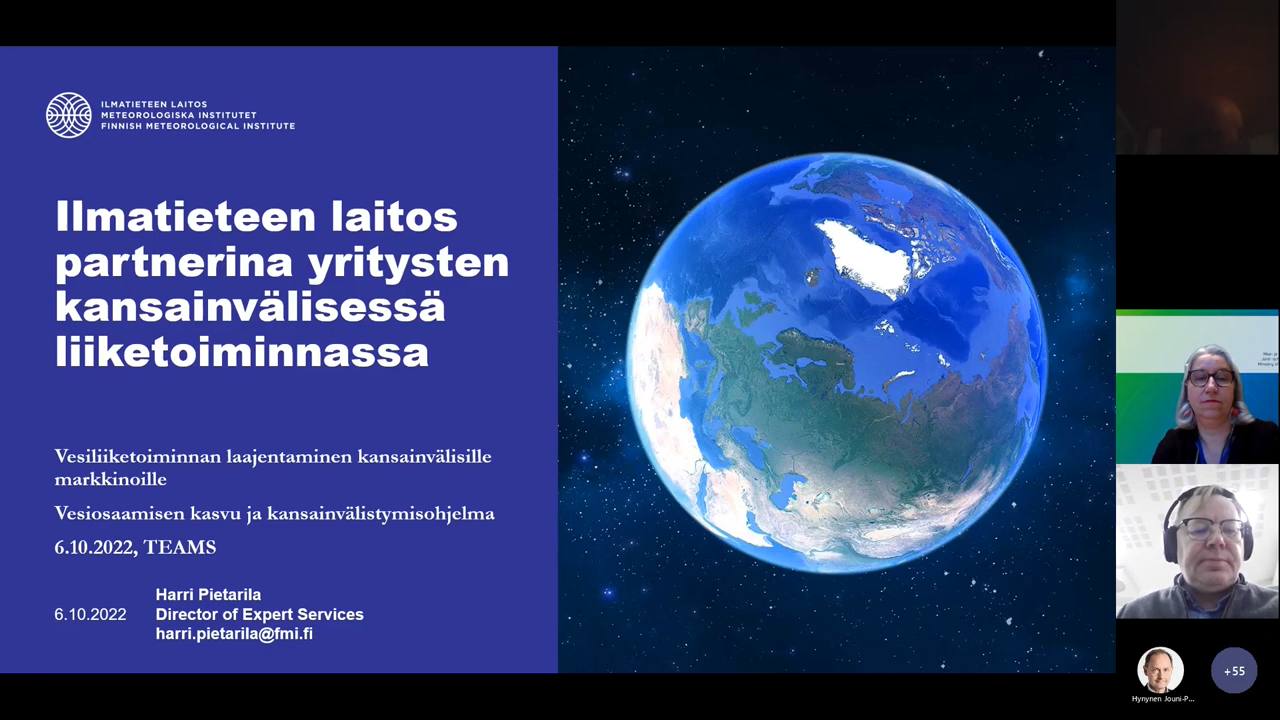 ILMATIETEEN LAITOS
METEOROLOGISKA INSTITUTET
FINNISH METEOROLOGICAL INSTITUTE
Ilmatieteen laitos
partnerina yritysten
kansainvälisessä
liiketoiminnassa
Vesiliiketoiminnan laajentaminen kansainvälisille
markkinoille
Vesiosaamisen kasvu ja kansainvälistymisohjelma
6.10.2022, TEAMS
Harri Pietarila
6.10.2022 Director of Expert Services
harri.pietarila@fmi.fi
Hynynen Jouni-P...
+55